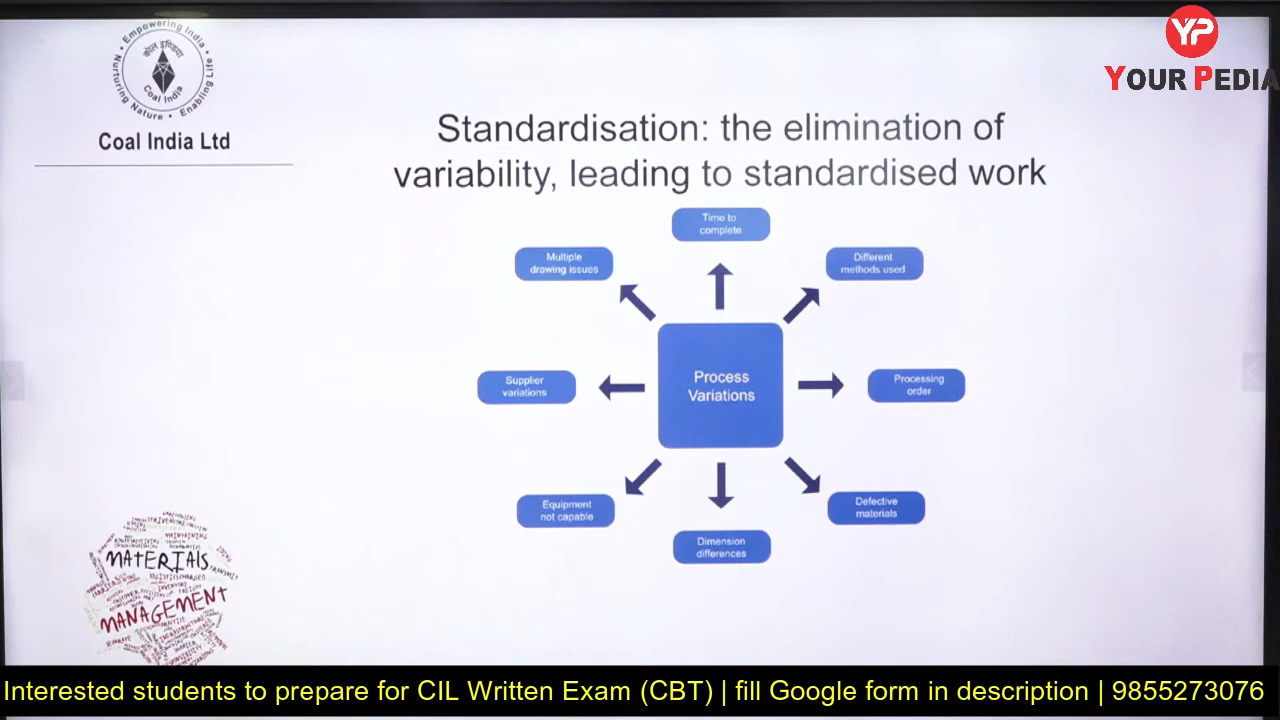 Empowering India
Nurturing Nature • Enabling Life
कोल इण्डिया
Coal India
Coal India Ltd
YP
YOUR PEDIA
Standardisation: the elimination of
variability, leading to standardised work
Time to
complete
Multiple
drawing issues
Different
methods used
Supplier
variations
Process
Variations
Processing
order
Equipment
not capable
Defective
materials
Dimension
differences
MATERIALS
MANAGEMENT
Interested students to prepare for CIL Written Exam (CBT) | fill Google form in description | 9855273076